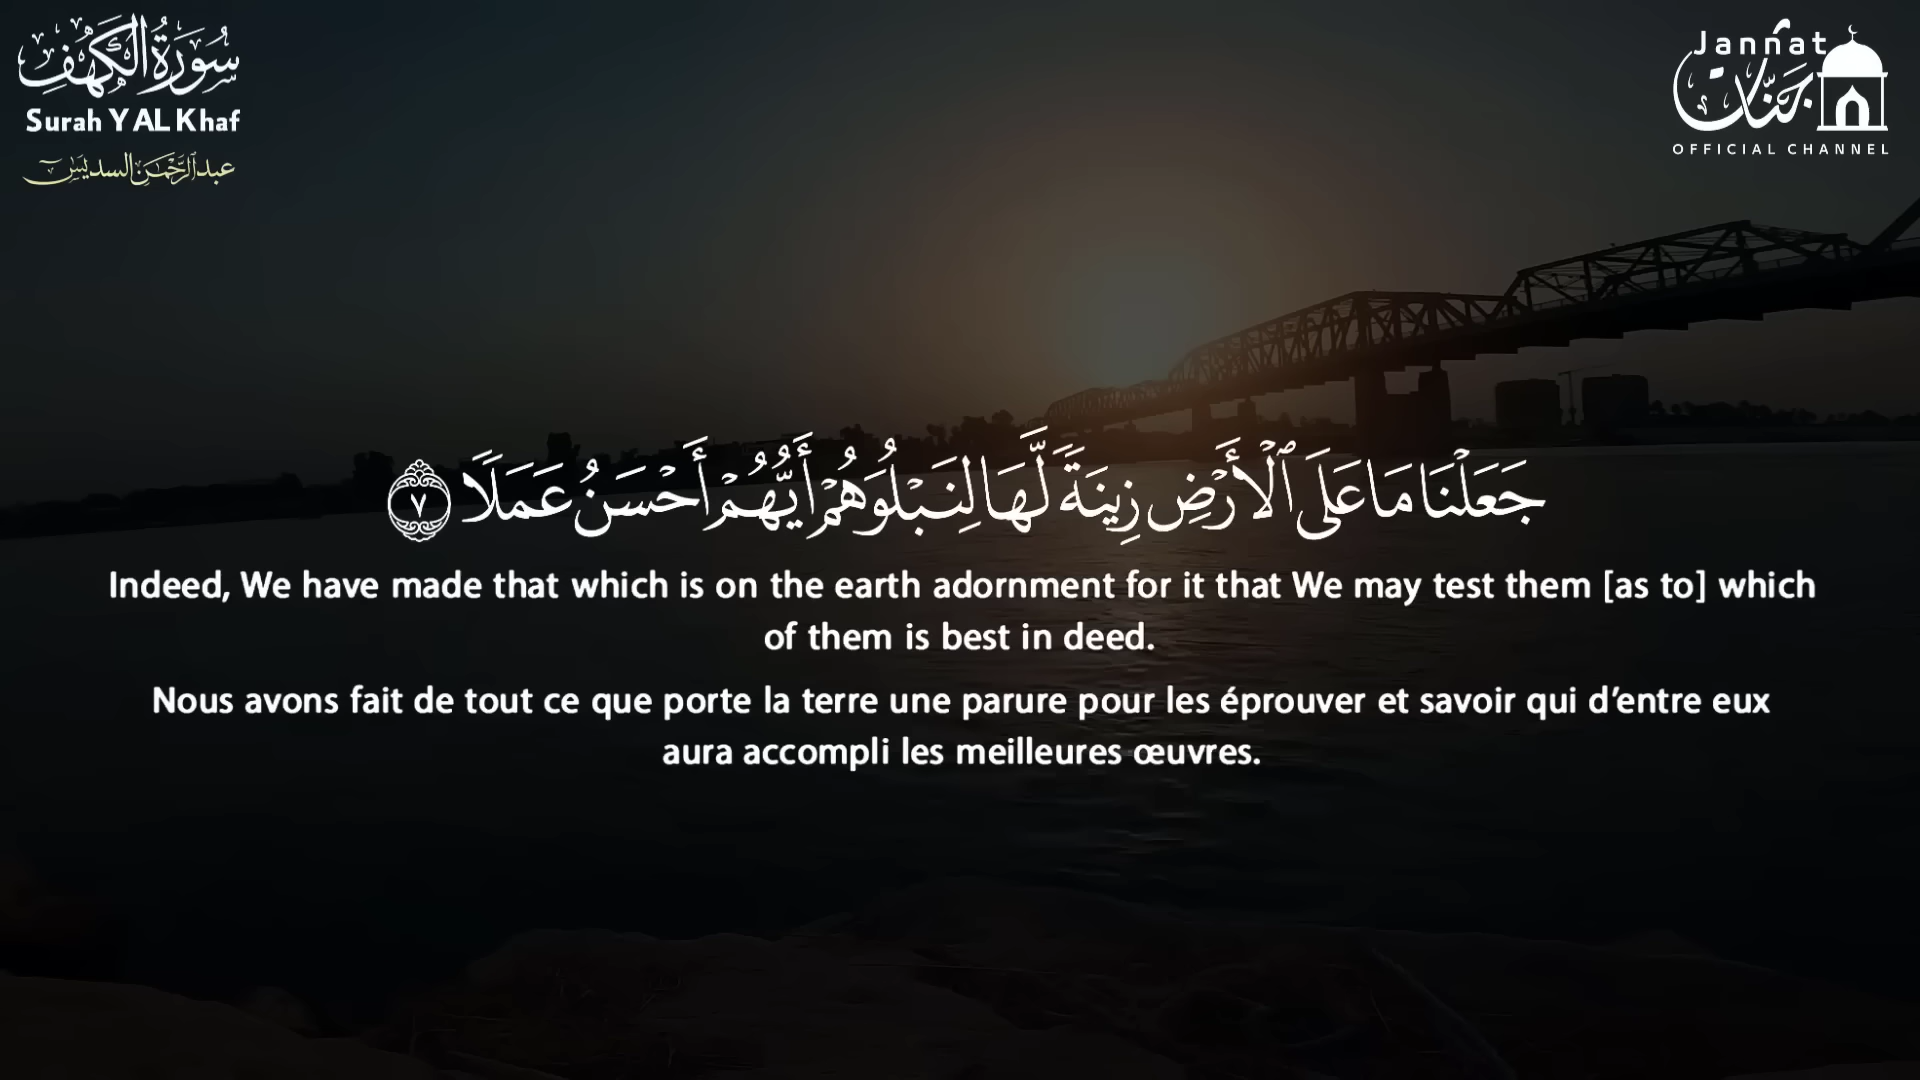 سُورَةُ الْكَهْفِ
Surah Y AL Khaf
عبد الرَّحْمَٰن السديس
Jannat
جَنَّات
OFFICIAL CHANNEL
جَعَلْنَا مَا عَلَى ٱلْأَرْضِ زِينَةً لَّهَا لِنَبْلُوَهُمْ أَيُّهُمْ أَحْسَنُ عَمَلًا ٧
Indeed, We have made that which is on the earth adornment for it that We may test them [as to] which
of them is best in deed.
Nous avons fait de tout ce que porte la terre une parure pour les éprouver et savoir qui d’entre eux
aura accompli les meilleures œuvres.